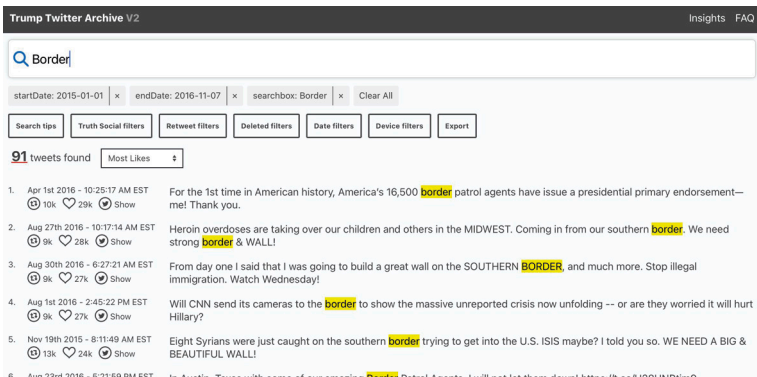 Trump Twitter Archive V2 Insights FAQ
Border
startDate: 2015-01-01 × endDate: 2016-11-07 × searchbox: Border × Clear All
Search tips Truth Social filters Retweet filters Deleted filters Date filters Device filters Export
91 tweets found Most Likes
1. Apr 1st 2016 - 10:25:17 AM EST For the 1st time in American history, America's 16,500 border patrol agents have issue a presidential primary endorsement—
10k 29k Show me! Thank you.
2. Aug 27th 2016 - 10:17:14 AM EST Heroin overdoses are taking over our children and others in the MIDWEST. Coming in from our southern border. We need
9k 28k Show strong border & WALL!
3. Aug 30th 2016 - 6:27:21 AM EST From day one I said that I was going to build a great wall on the SOUTHERN BORDER, and much more. Stop illegal
9k 27k Show immigration. Watch Wednesday!
4. Aug 1st 2016 - 2:45:22 PM EST Will CNN send its cameras to the border to show the massive unreported crisis now unfolding -- or are they worried it will hurt
9k 27k Show Hillary?
5. Nov 19th 2015 - 8:11:49 AM EST Eight Syrians were just caught on the southern border trying to get into the U.S. ISIS maybe? I told you so. WE NEED A BIG &
13k 24k Show BEAUTIFUL WALL!